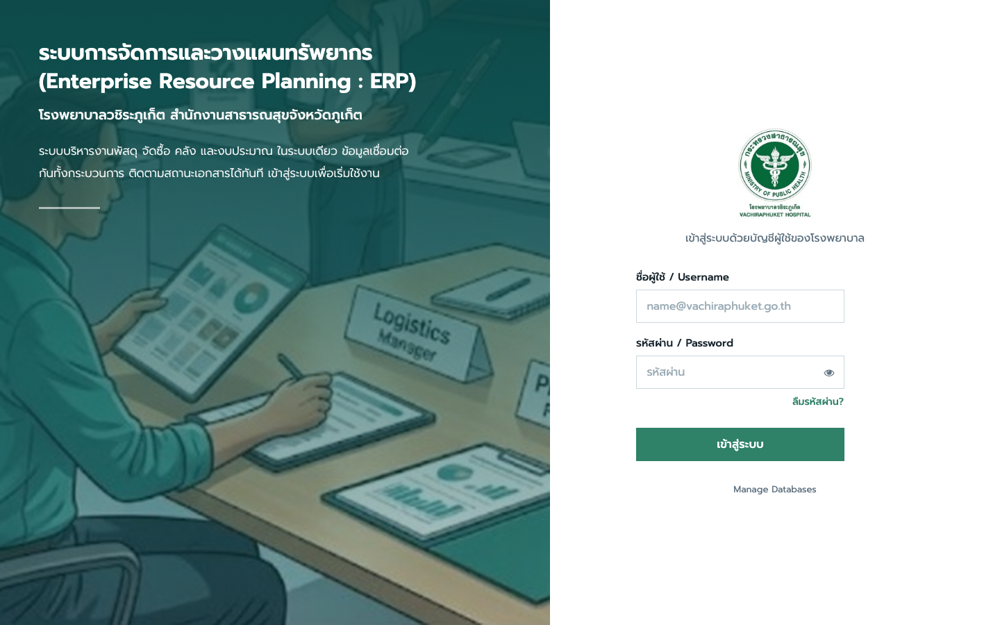 ระบบการจัดการและวางแผนทรัพยากร
(Enterprise Resource Planning : ERP)
โรงพยาบาลวชิระภูเก็ต สำนักงานสาธารณสุขจังหวัดภูเก็ต
ระบบบริหารงานพัสดุ จัดซื้อ คลัง และงบประมาณ ในระบบเดียว ข้อมูลเชื่อมต่อ
กันทั้งกระบวนการ ติดตามสถานะเอกสารได้ทันที เข้าสู่ระบบเพื่อเริ่มใช้งาน
Logistics
Manager
กระทรวงสาธารณสุข
MINISTRY OF PUBLIC HEALTH
โรงพยาบาลวชิระภูเก็ต
VACHIRAPHUKET HOSPITAL
เข้าสู่ระบบด้วยบัญชีผู้ใช้ของโรงพยาบาล
ชื่อผู้ใช้ / Username
name@vachiraphuket.go.th
รหัสผ่าน / Password
รหัสผ่าน
ลืมรหัสผ่าน?
เข้าสู่ระบบ
Manage Databases